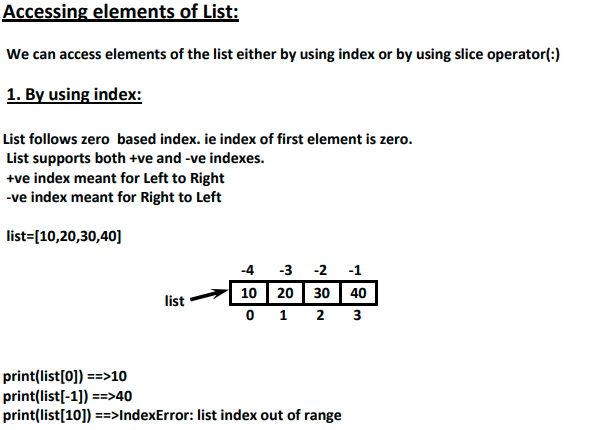 Accessing elements of List:
We can access elements of the list either by using index or by using slice operator(:)
1. By using index:
List follows zero  based index. ie index of first element is zero.
List supports both +ve and -ve indexes.
+ve index meant for Left to Right
-ve index meant for Right to Left
list=[10,20,30,40]
-4 -3 -2 -1
list 10 20 30 40
0 1 2 3
print(list[0]) ==>10
print(list[-1]) ==>40
print(list[10]) ==>IndexError: list index out of range